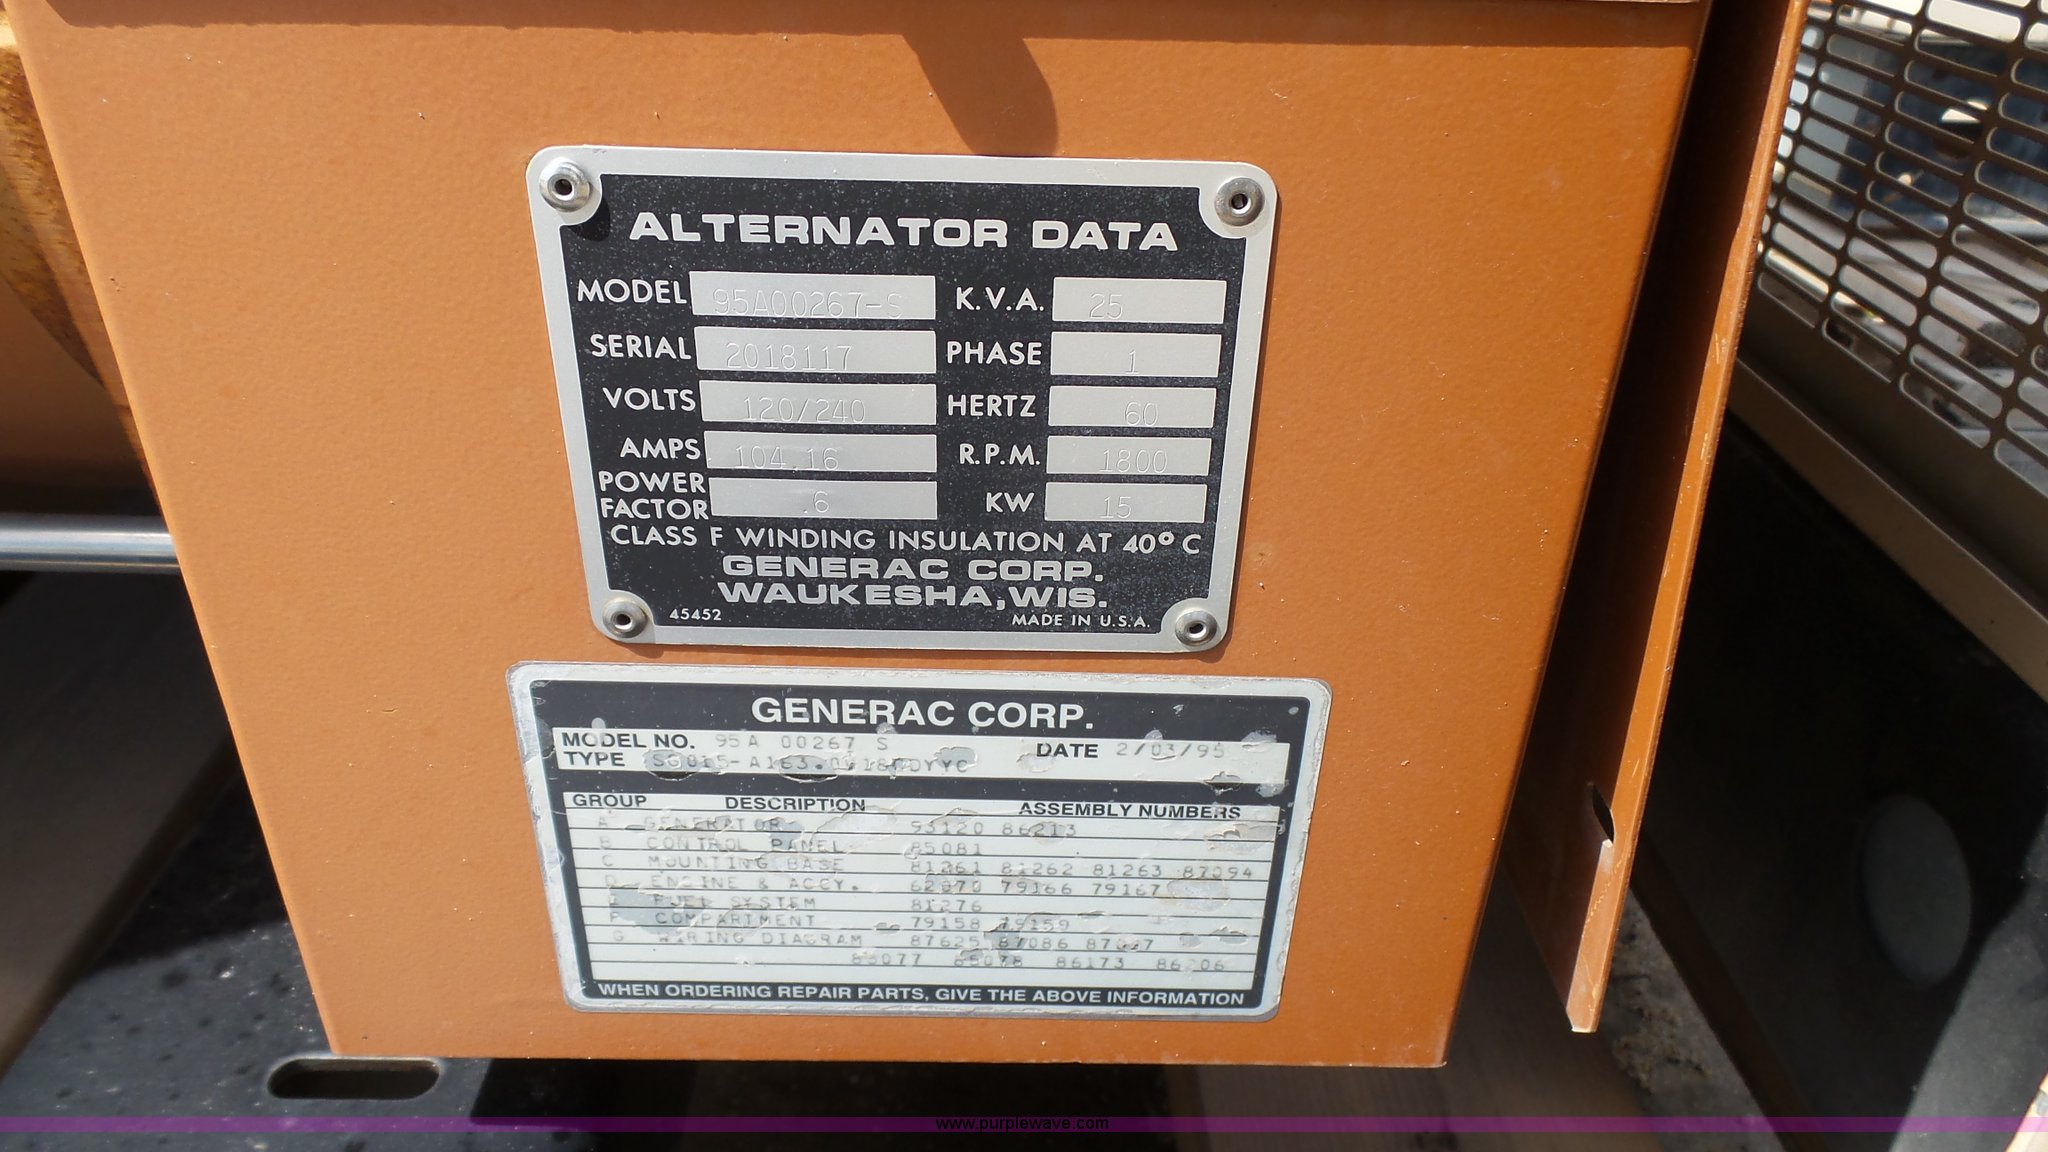 ALTERNATOR DATA
MODEL 95A00267-S K.V.A. 25
SERIAL 2018117 PHASE 1
VOLTS 120/240 HERTZ 60
AMPS 104.16 R.P.M. 1800
POWER FACTOR .6 KW 15
CLASS F WINDING INSULATION AT 40° C
GENERAC CORP.
WAUKESHA, WIS.
45452 MADE IN U.S.A.
GENERAC CORP.
MODEL NO. 95A 00267 S DATE 2/03/95
TYPE
GROUP DESCRIPTION ASSEMBLY NUMBERS
A GENERATOR 93120 86213
B CONTROL PANEL 85081
C MOUNTING BASE 81261 81262 81263 87094
D ENGINE & ACCY. 62070 79166 79167
E FUEL SYSTEM 81276
F COMPARTMENT 79158 79159
G WIRING DIAGRAM 87625 87086
86173
WHEN ORDERING REPAIR PARTS, GIVE THE ABOVE INFORMATION
www.purplewave.com